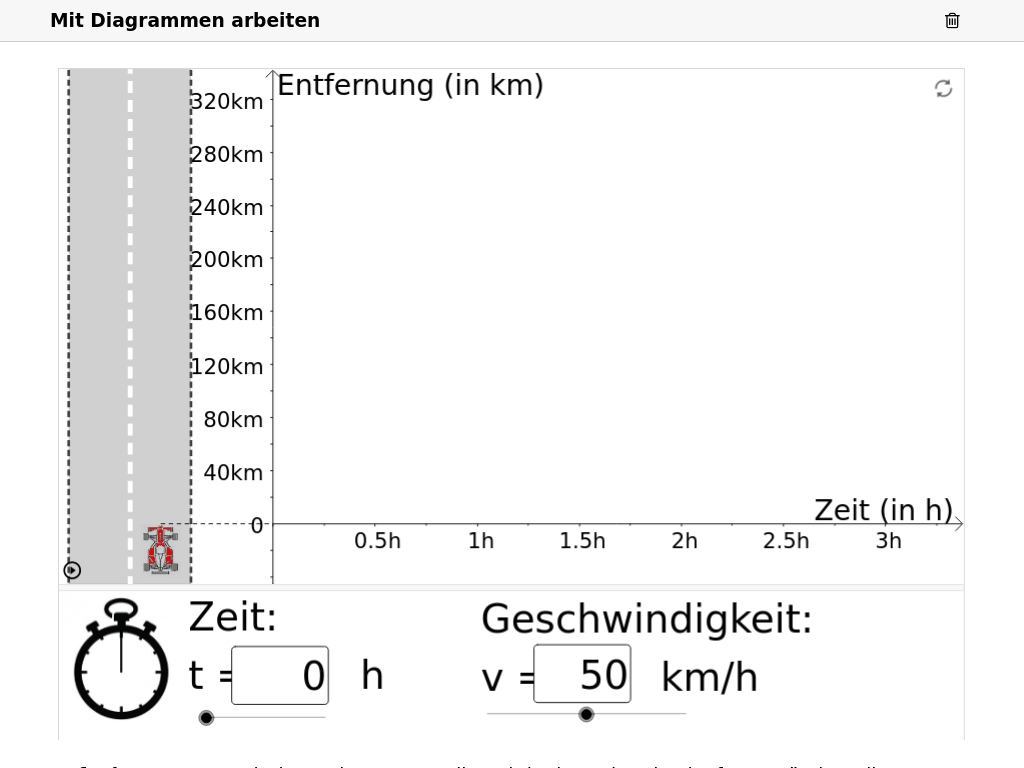 Mit Diagrammen arbeiten
Entfernung (in km)
320km
280km
240km
200km
160km
120km
80km
40km
0
Zeit (in h)
0.5h 1h 1.5h 2h 2.5h 3h
Zeit: Geschwindigkeit:
t = 0 h v = 50 km/h